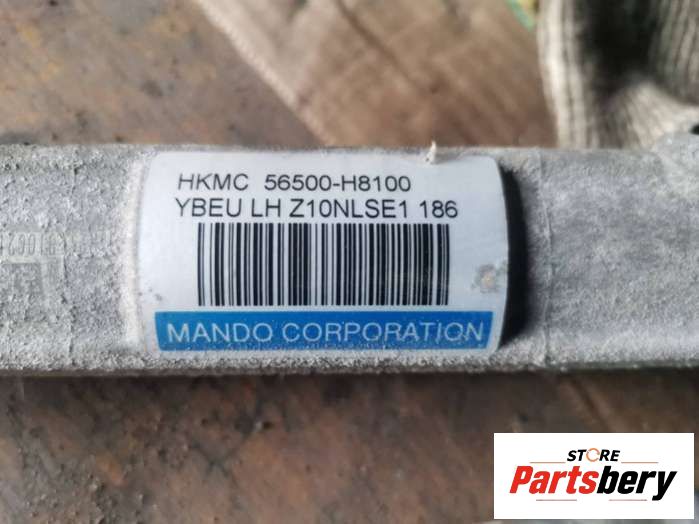 HKMC 56500-H8100
YBEU LH Z10NLSE1 186
MANDO CORPORATION
STORE
Partsbery